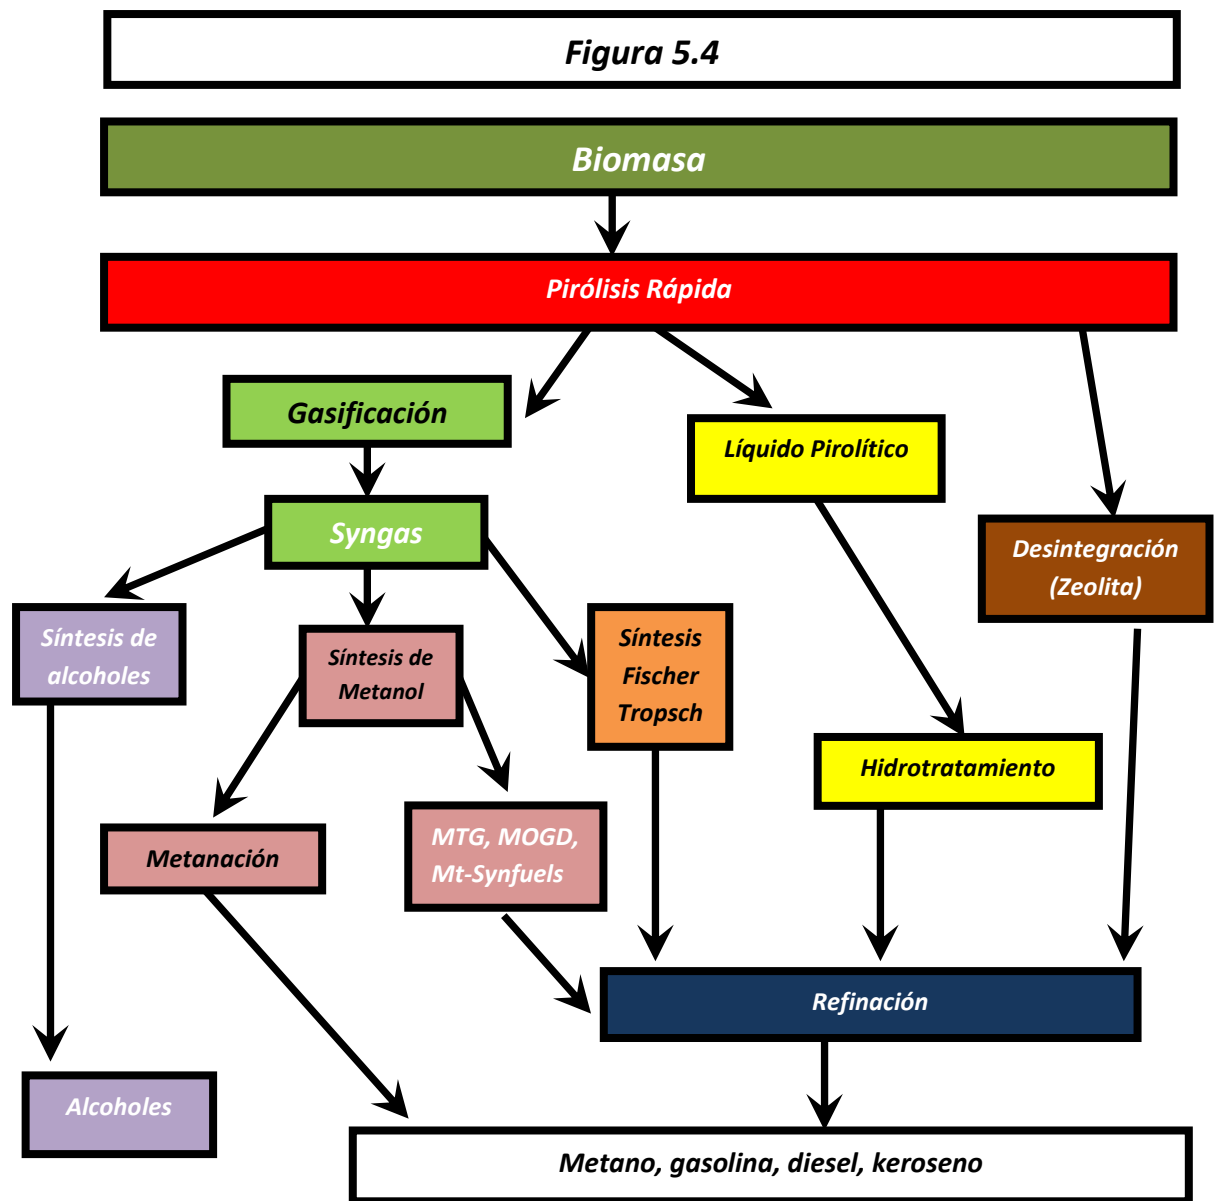 Figura 5.4
Biomasa
Pirólisis Rápida
Gasificación
Líquido Pirolítico
Syngas
Desintegración
(Zeolita)
Síntesis de
alcoholes
Síntesis de
Metanol
Síntesis
Fischer
Tropsch
Hidrotratamiento
Metanación
MTG, MOGD,
Mt-Synfuels
Refinación
Alcoholes
Metano, gasolina, diesel, keroseno